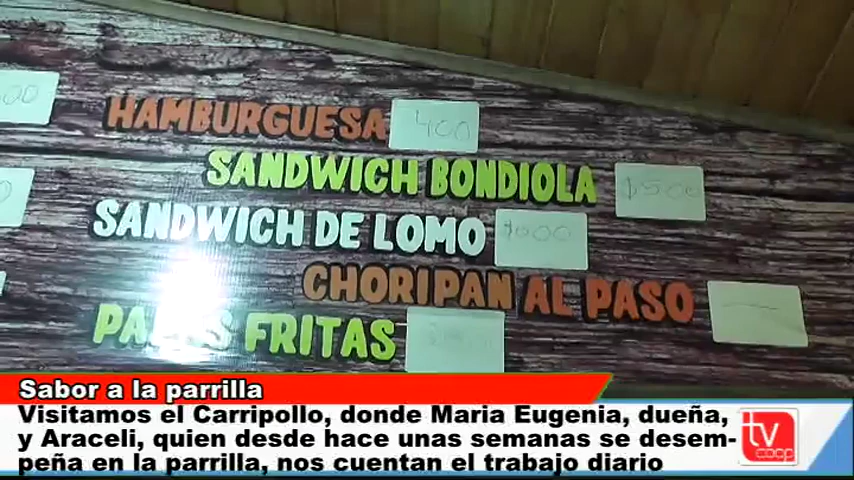 HAMBURGUESA 400
SANDWICH BONDIOLA $500
SANDWICH DE LOMO
CHORIPAN AL PASO
FRITAS
Sabor a la parrilla
Visitamos el Carripollo, donde Maria Eugenia, dueña,
y Araceli, quien desde hace unas semanas se desem-
peña en la parrilla, nos cuentan el trabajo diario
tv
coop